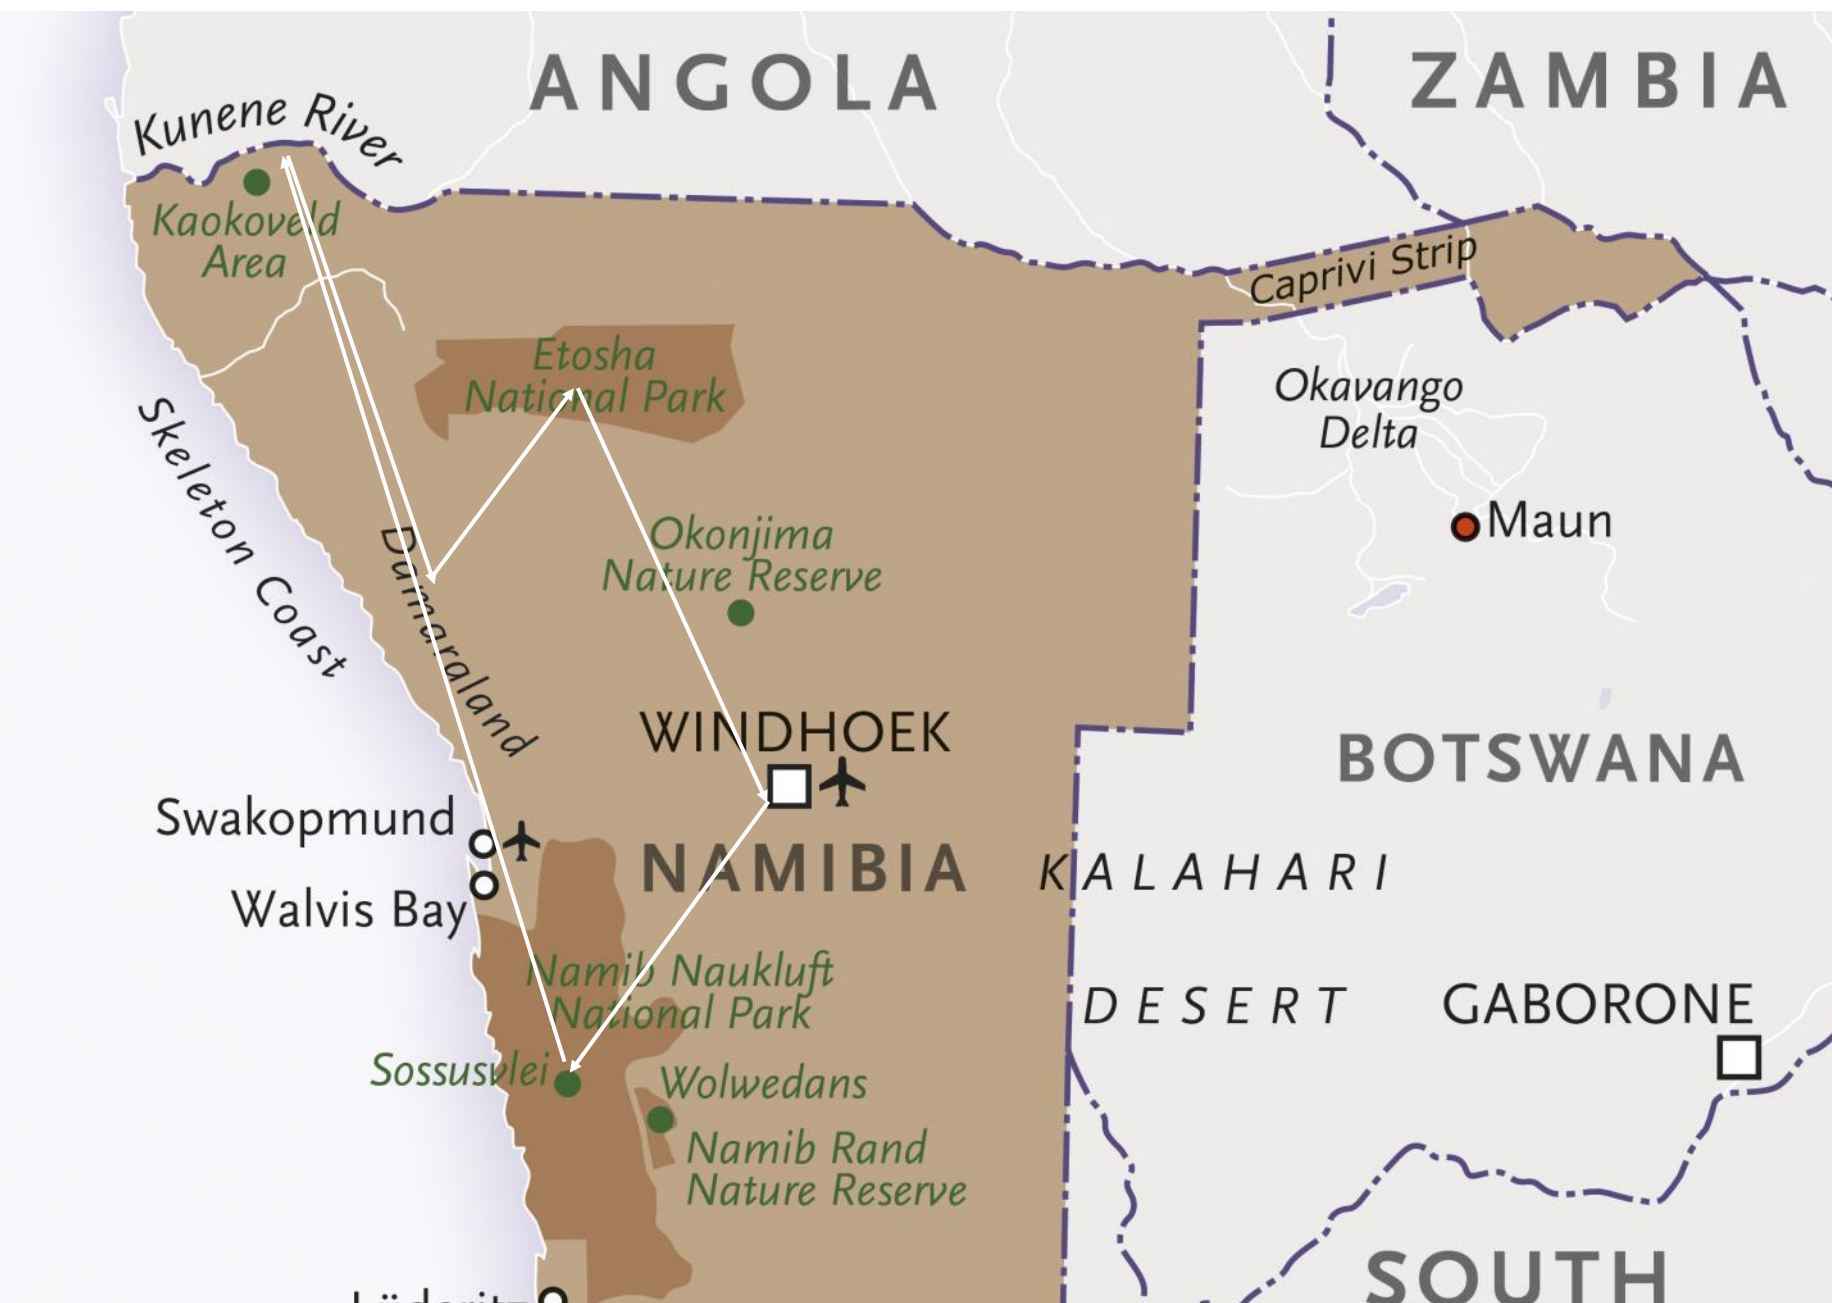 ANGOLA
ZAMBIA
Kunene River
Kaokoveld
Area
Caprivi Strip
Etosha
National Park
Okavango
Delta
Skeleton Coast
Maun
Okonjima
Nature Reserve
Damaraland
WINDHOEK
BOTSWANA
Swakopmund
NAMIBIA
KALAHARI
Walvis Bay
Namib Naukluft
National Park
DESERT
GABORONE
Sossusvlei
Wolwedans
Namib Rand
Nature Reserve
SOUTH
Lüderitz